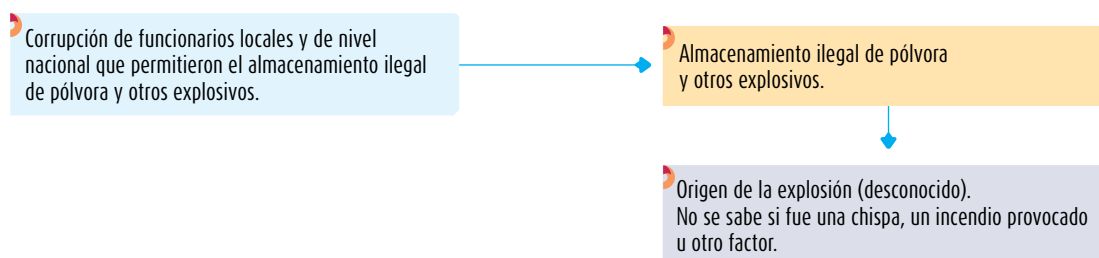 Corrupción de funcionarios locales y de nivel
nacional que permitieron el almacenamiento ilegal
de pólvora y otros explosivos.
Almacenamiento ilegal de pólvora
y otros explosivos.
Origen de la explosión (desconocido).
No se sabe si fue una chispa, un incendio provocado
u otro factor.